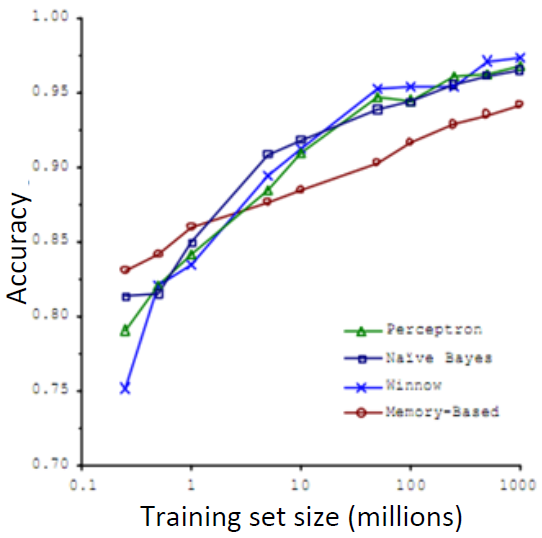 1.00
0.95
0.90
0.85
0.80
0.75
0.70
Accuracy
Perceptron
Naïve Bayes
Winnow
Memory-Based
0.1 1 10 100 1000
Training set size (millions)